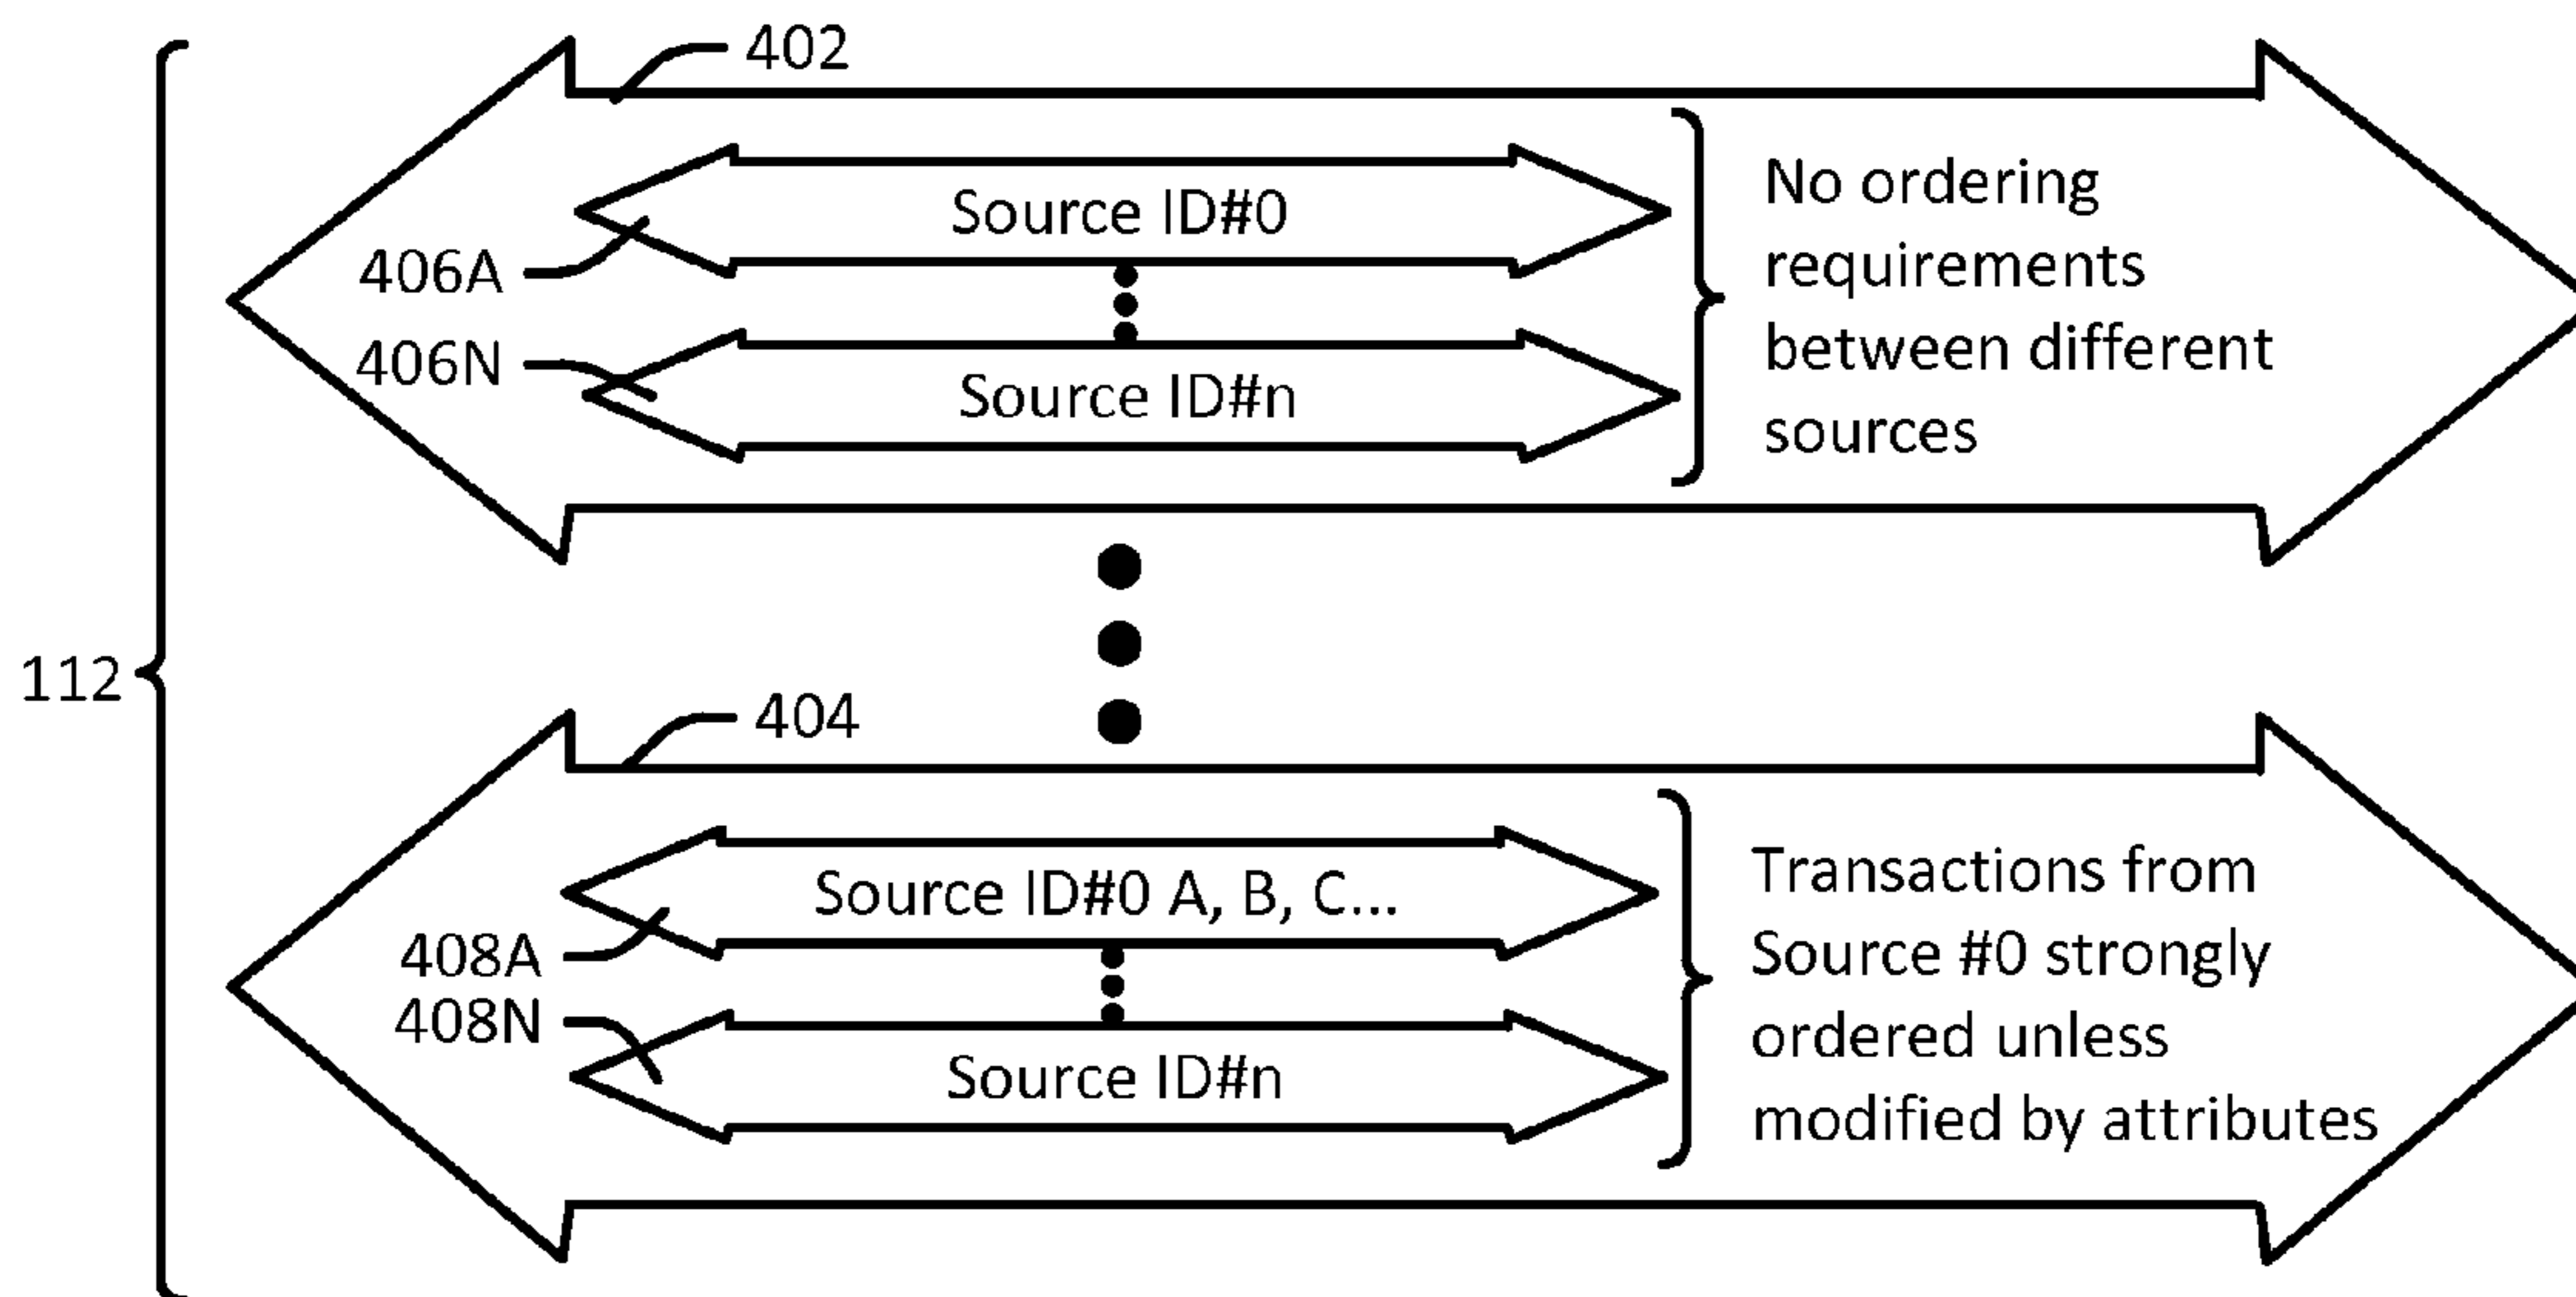 402
Source ID#0
406A
406N
Source ID#n
No ordering
requirements
between different
sources
112
404
Source ID#0 A, B, C...
408A
408N
Source ID#n
Transactions from
Source #0 strongly
ordered unless
modified by attributes